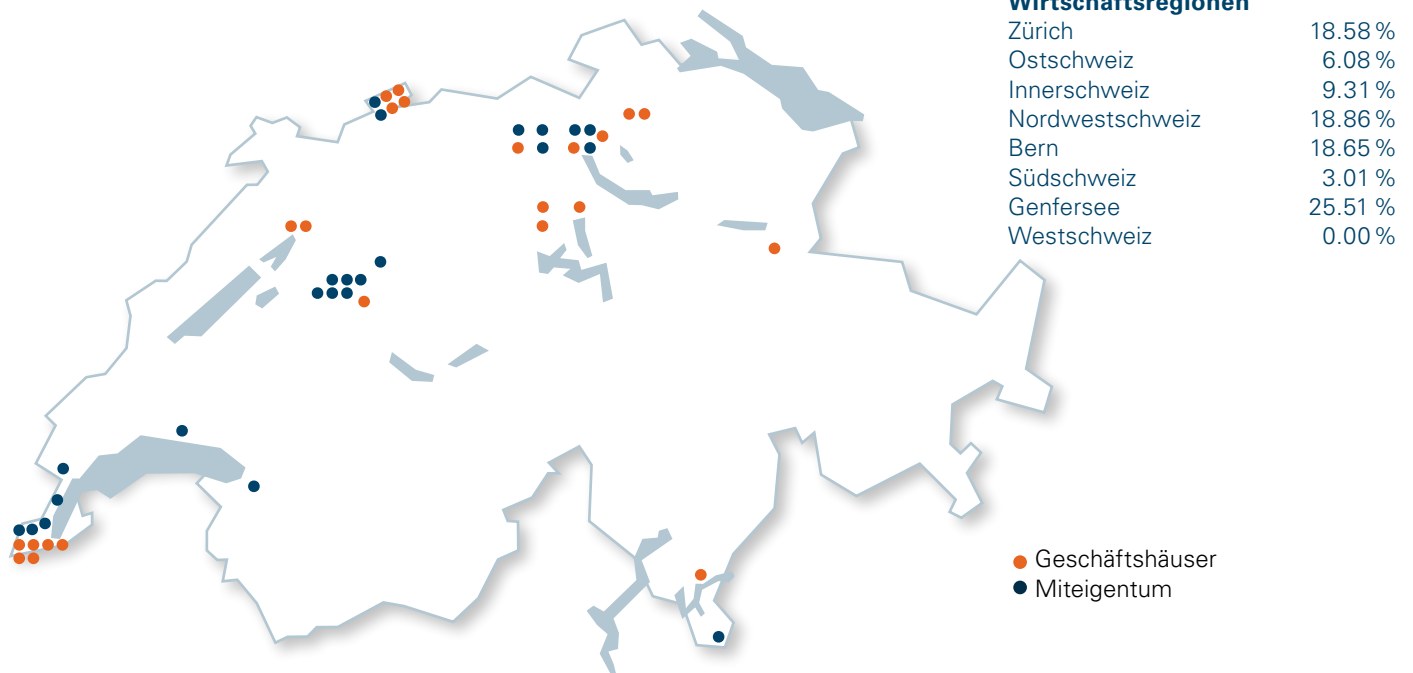 Wirtschaftsregionen
Zürich 18.58 %
Ostschweiz 6.08 %
Innerschweiz 9.31 %
Nordwestschweiz 18.86 %
Bern 18.65 %
Südschweiz 3.01 %
Genfersee 25.51 %
Westschweiz 0.00 %
Geschäftshäuser
Miteigentum